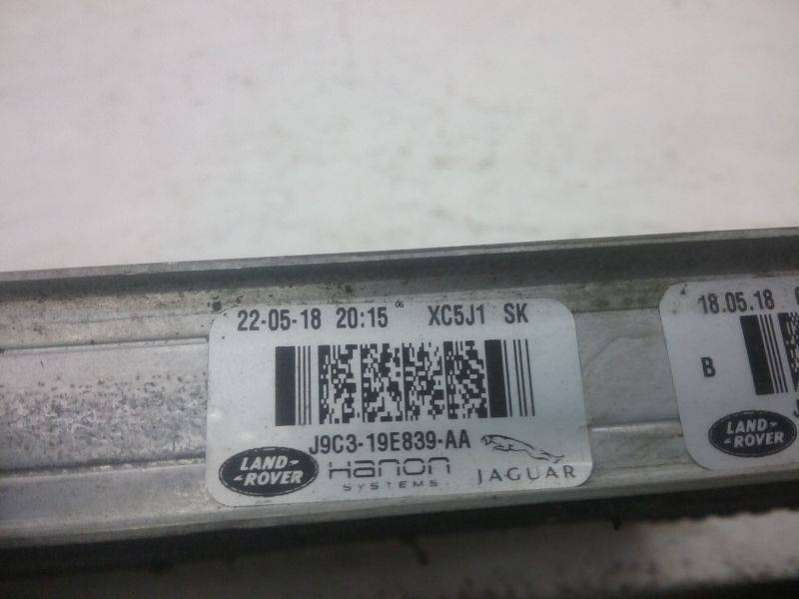 22-05-18 20:15 XC5J1 SK
J9C3-19E839-AA
LAND-
-ROVER
Hanon
SYSTEMS
JAGUAR
18.05.18
B
LAND-
-ROVER